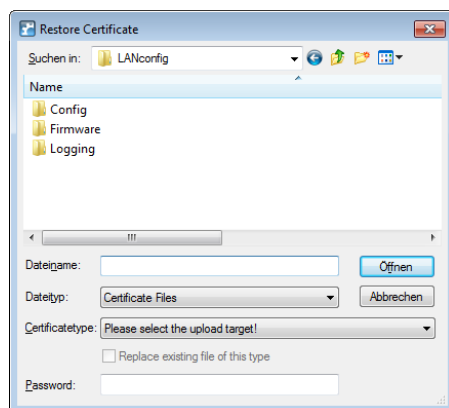 Restore Certificate
Suchen in: LANconfig
Name
Config
Firmware
Logging
Dateiname: Öffnen
Dateityp: Certificate Files Abbrechen
Certificatetype: Please select the upload target!
Replace existing file of this type
Password: